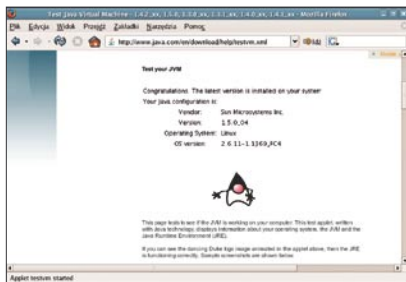 Test Java Virtual Machine - 1.4.2_xx, 1.5.0, 1.3.0_xx, 1.3.1_xx, 1.4.0_xx, 1.4.1_xx - Mozilla Firefox
Plik Edycja Widok Przejdź Zakładki Narzędzia Pomoc
http://www.java.com/en/download/help/testvm.xml Idź
Test your JVM
Congratulations. The latest version is installed on your system
Your Java configuration is:
Vendor: Sun Microsystems Inc.
Version: 1.5.0_04
Operating System: Linux
OS version: 2.6.11-1.1369_FC4
This page tests to see if the JVM is working on your computer. This test applet, written
with Java technology, displays information about your operating system, the JVM and the
Java Runtime Environment (JRE).
If you can see the dancing Duke logo image animated in the applet above, then the JRE
is functioning correctly. Sample screenshots are shown below.
Applet testvm started